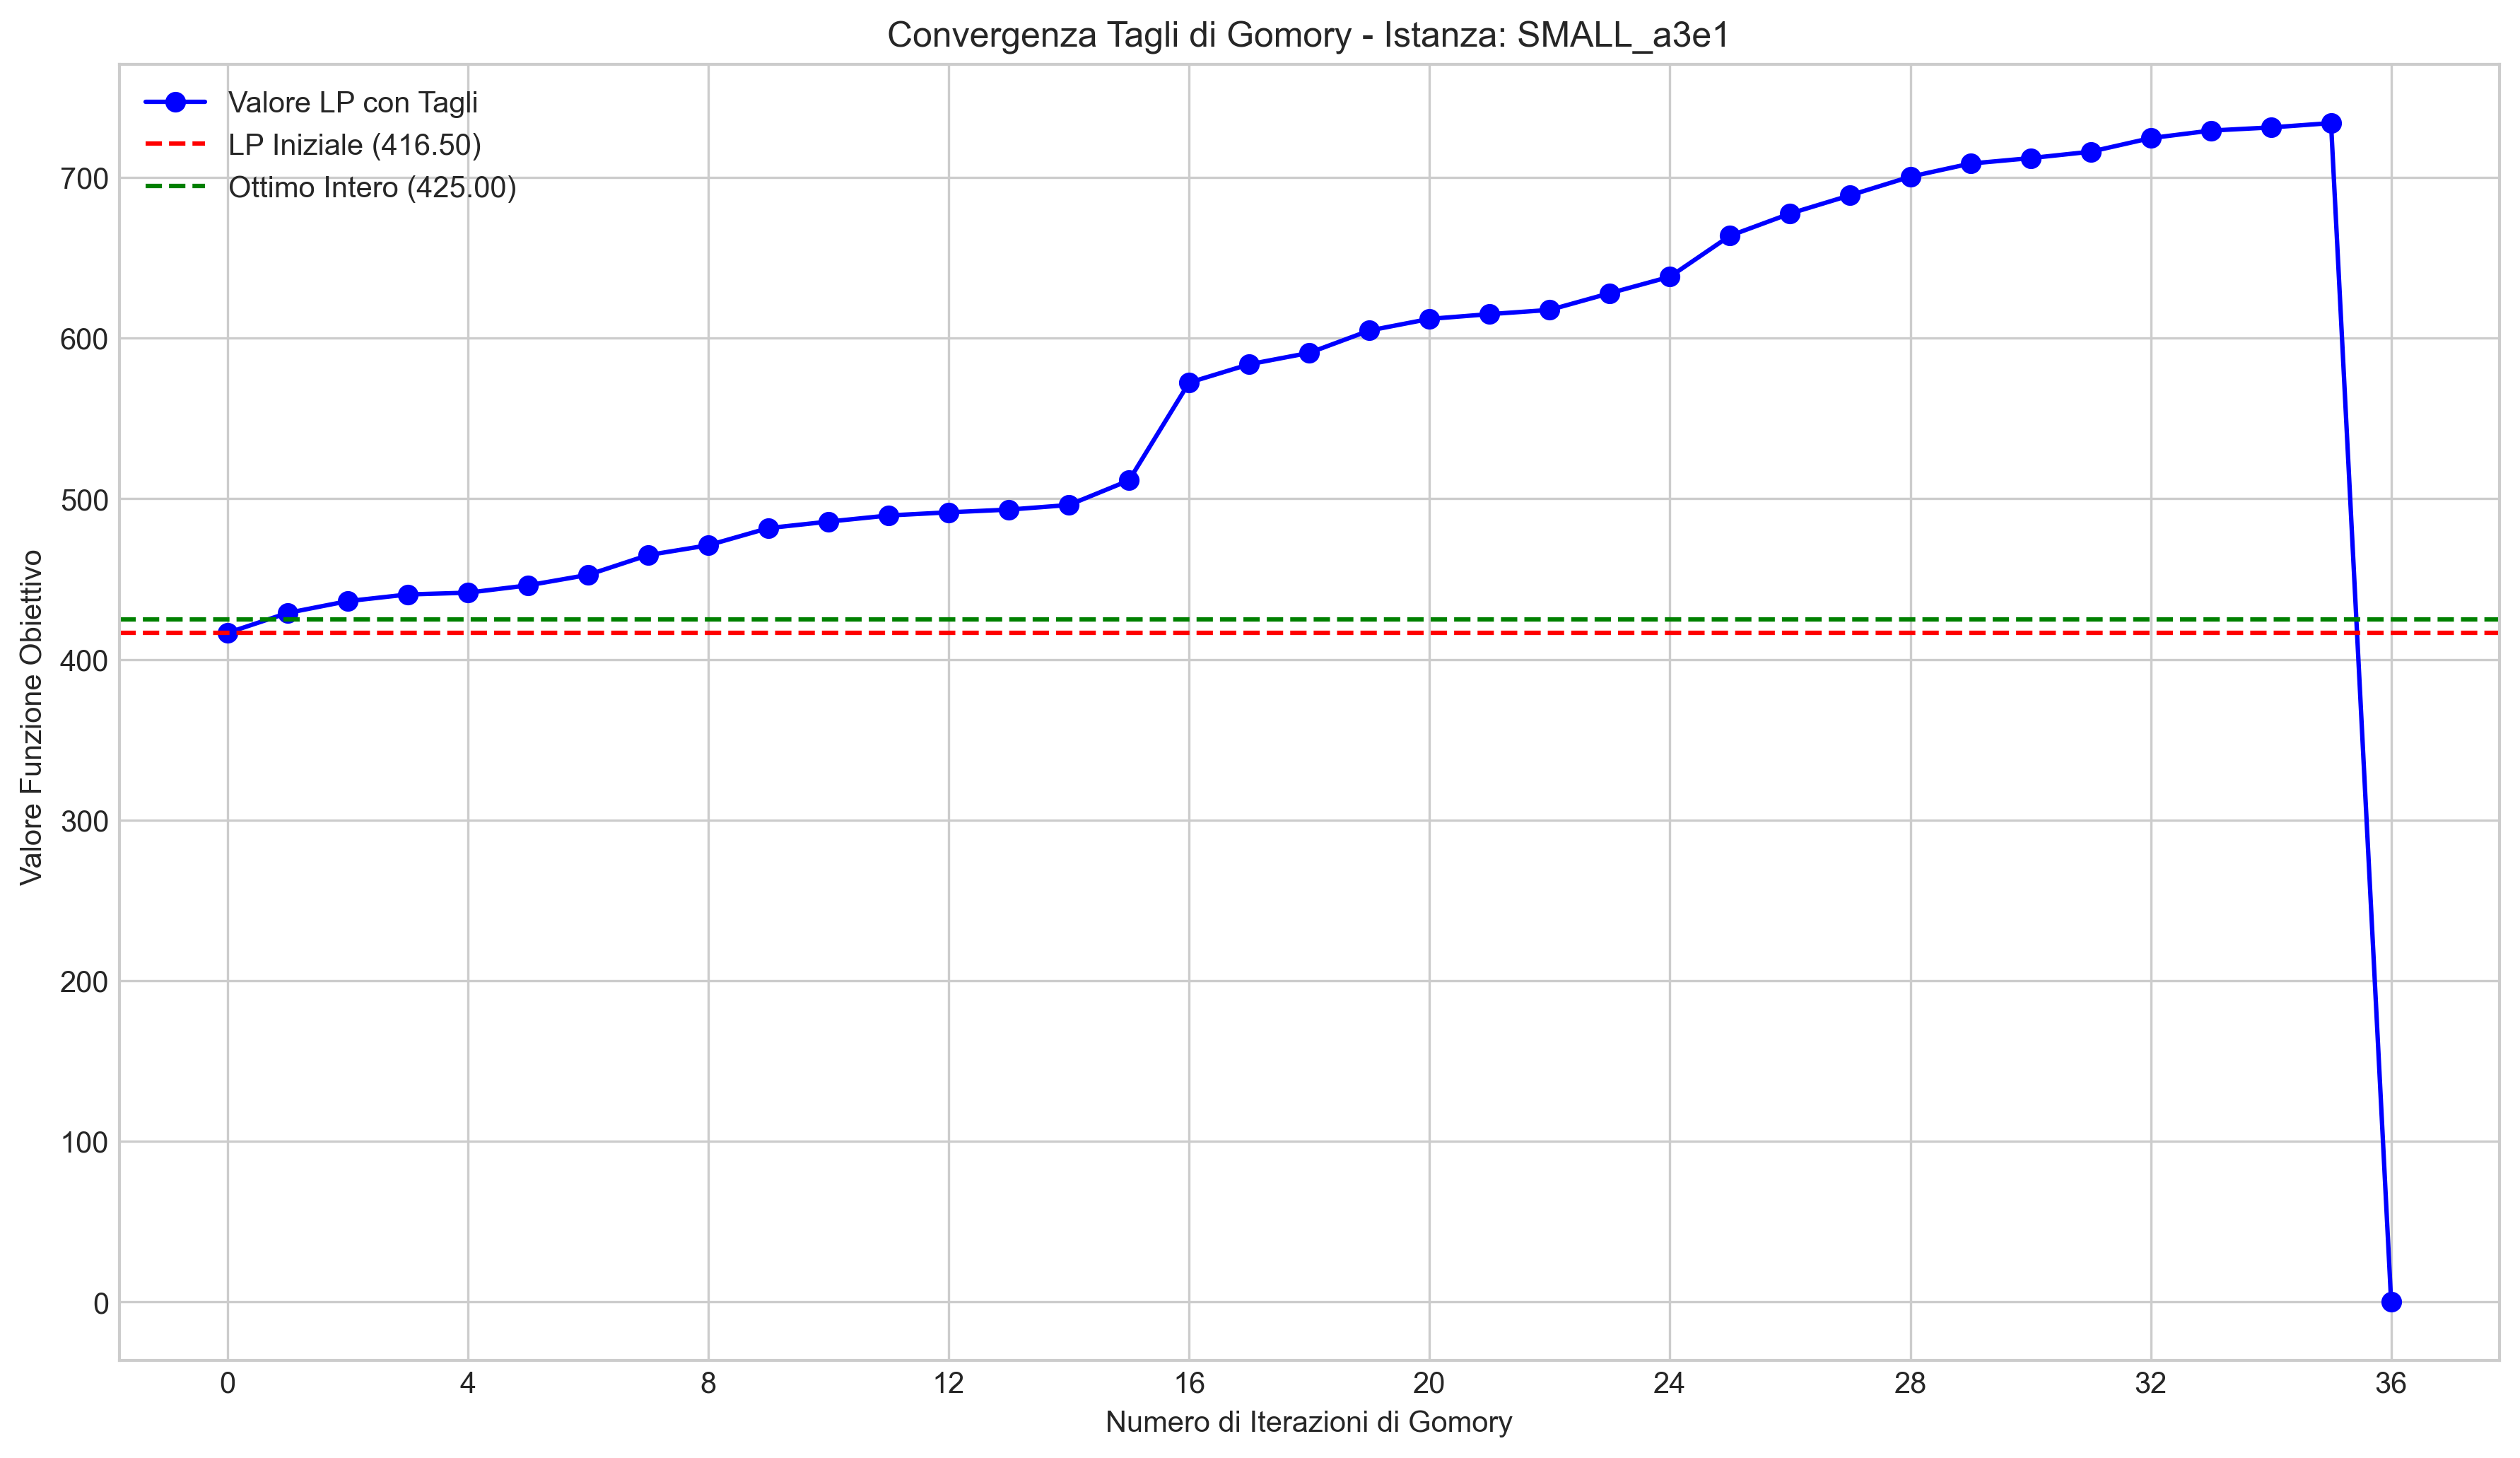 Convergenza Tagli di Gomory - Istanza: SMALL_a3e1
Valore LP con Tagli
LP Iniziale (416.50)
Ottimo Intero (425.00)
Valore Funzione Obiettivo
700
600
500
400
300
200
100
0
0 4 8 12 16 20 24 28 32 36
Numero di Iterazioni di Gomory